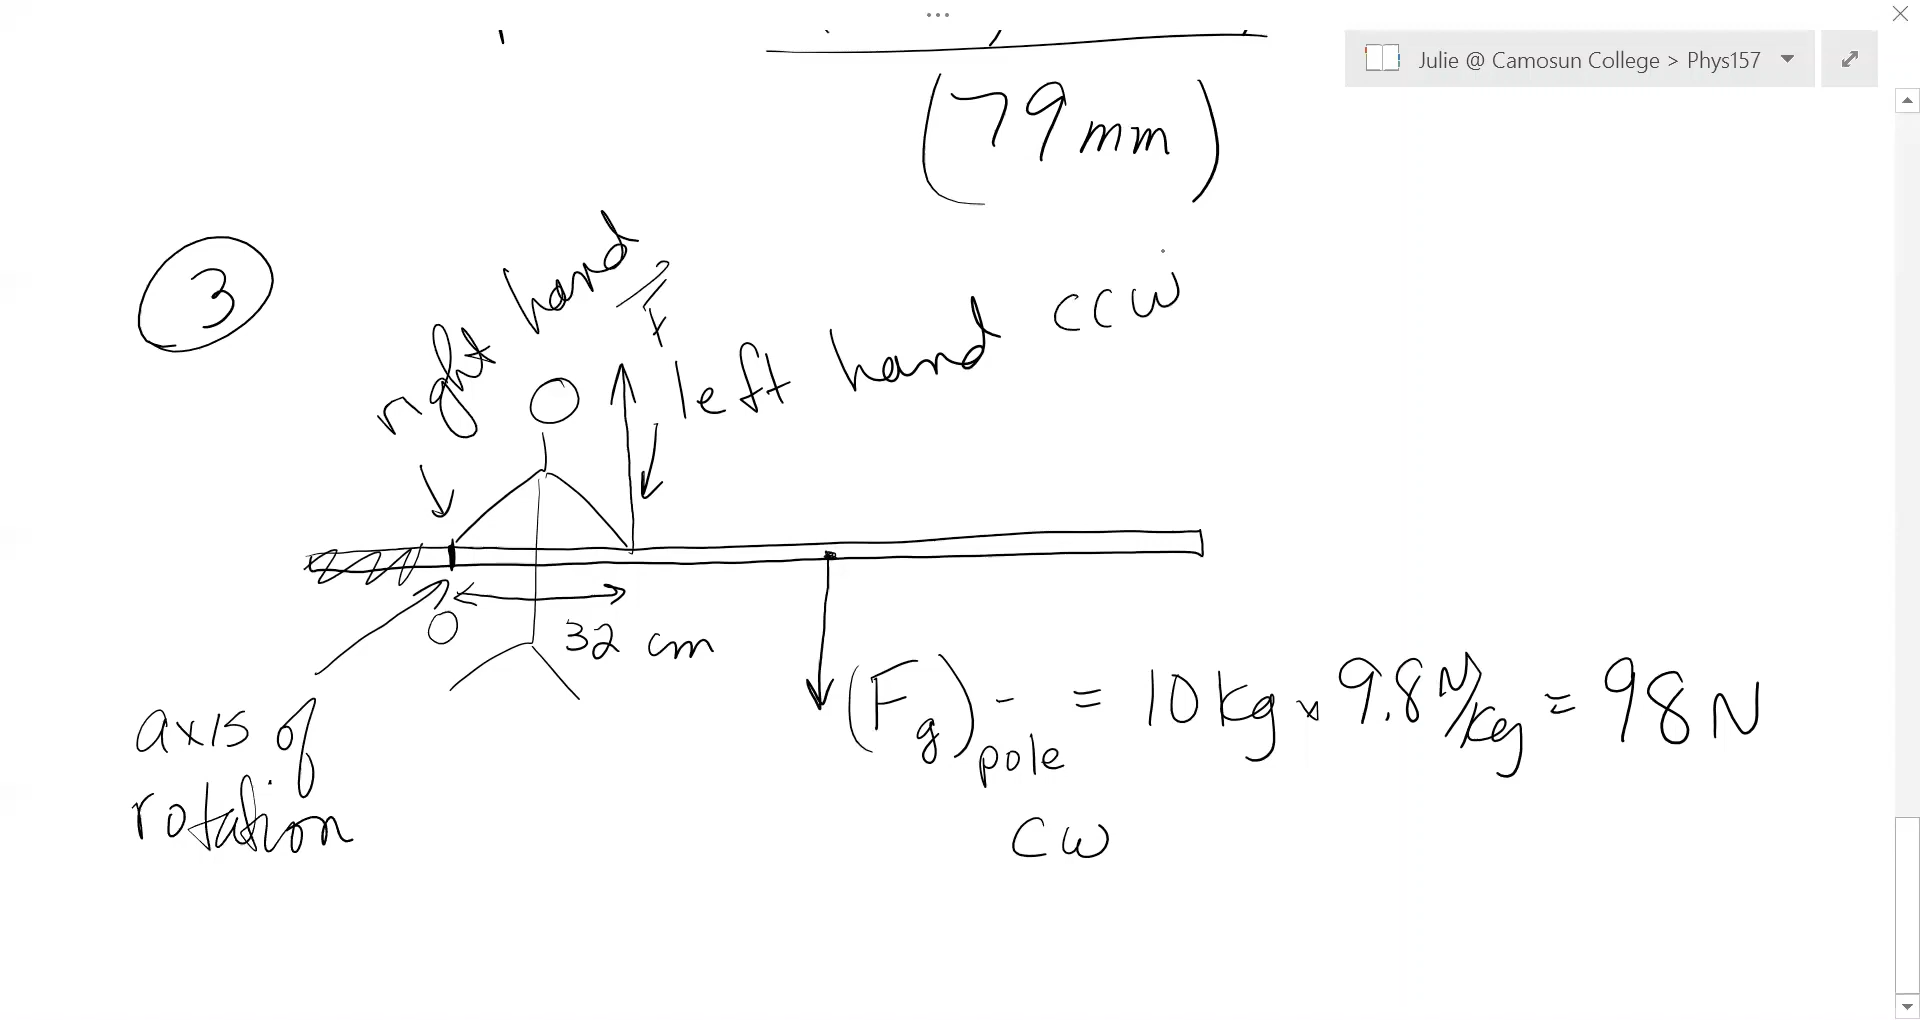 Julie @ Camosun College > Phys157
(79 mm)
3
right hand
F ?
left hand CCW
O
32 cm
(Fg)pole = 10 kg x 9.8 N/kg = 98 N
CW
axis of
rotation